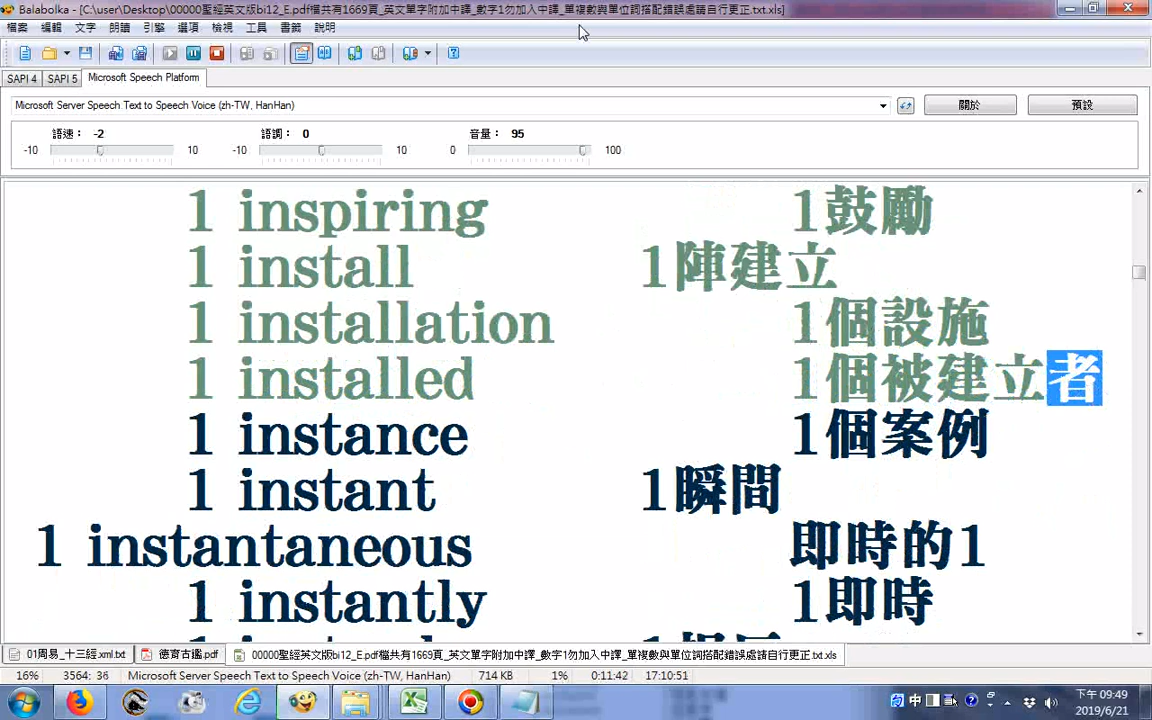 Balabolka - [C:\user\Desktop\00000聖經英文版bi12_E.pdf檔共有1669頁_英文單字附加中譯_數字1勿加入中譯_單複數與單位詞搭配錯誤處請自行更正.txt.xls]
檔案 編輯 文字 朗讀 引擎 選項 檢視 工具 書籤 說明
SAPI 4 SAPI 5 Microsoft Speech Platform
Microsoft Server Speech Text to Speech Voice (zh-TW, HanHan) 關於 預設
語速： -2 語調： 0 音量： 95
-10 10 -10 10 0 100
1 inspiring 1鼓勵
1 install 1陣建立
1 installation 1個設施
1 installed 1個被建立者
1 instance 1個案例
1 instant 1瞬間
1 instantaneous 即時的1
1 instantly 1即時
01周易_十三經.xml.txt 德育古鑑.pdf 00000聖經英文版bi12_E.pdf檔共有1669頁_英文單字附加中譯_數字1勿加入中譯_單複數與單位詞搭配錯誤處請自行更正.txt.xls
16% 3564: 36 Microsoft Server Speech Text to Speech Voice (zh-TW, HanHan) 714 KB 1% 0:11:42 17:10:51
中 下午 09:49
2019/6/21